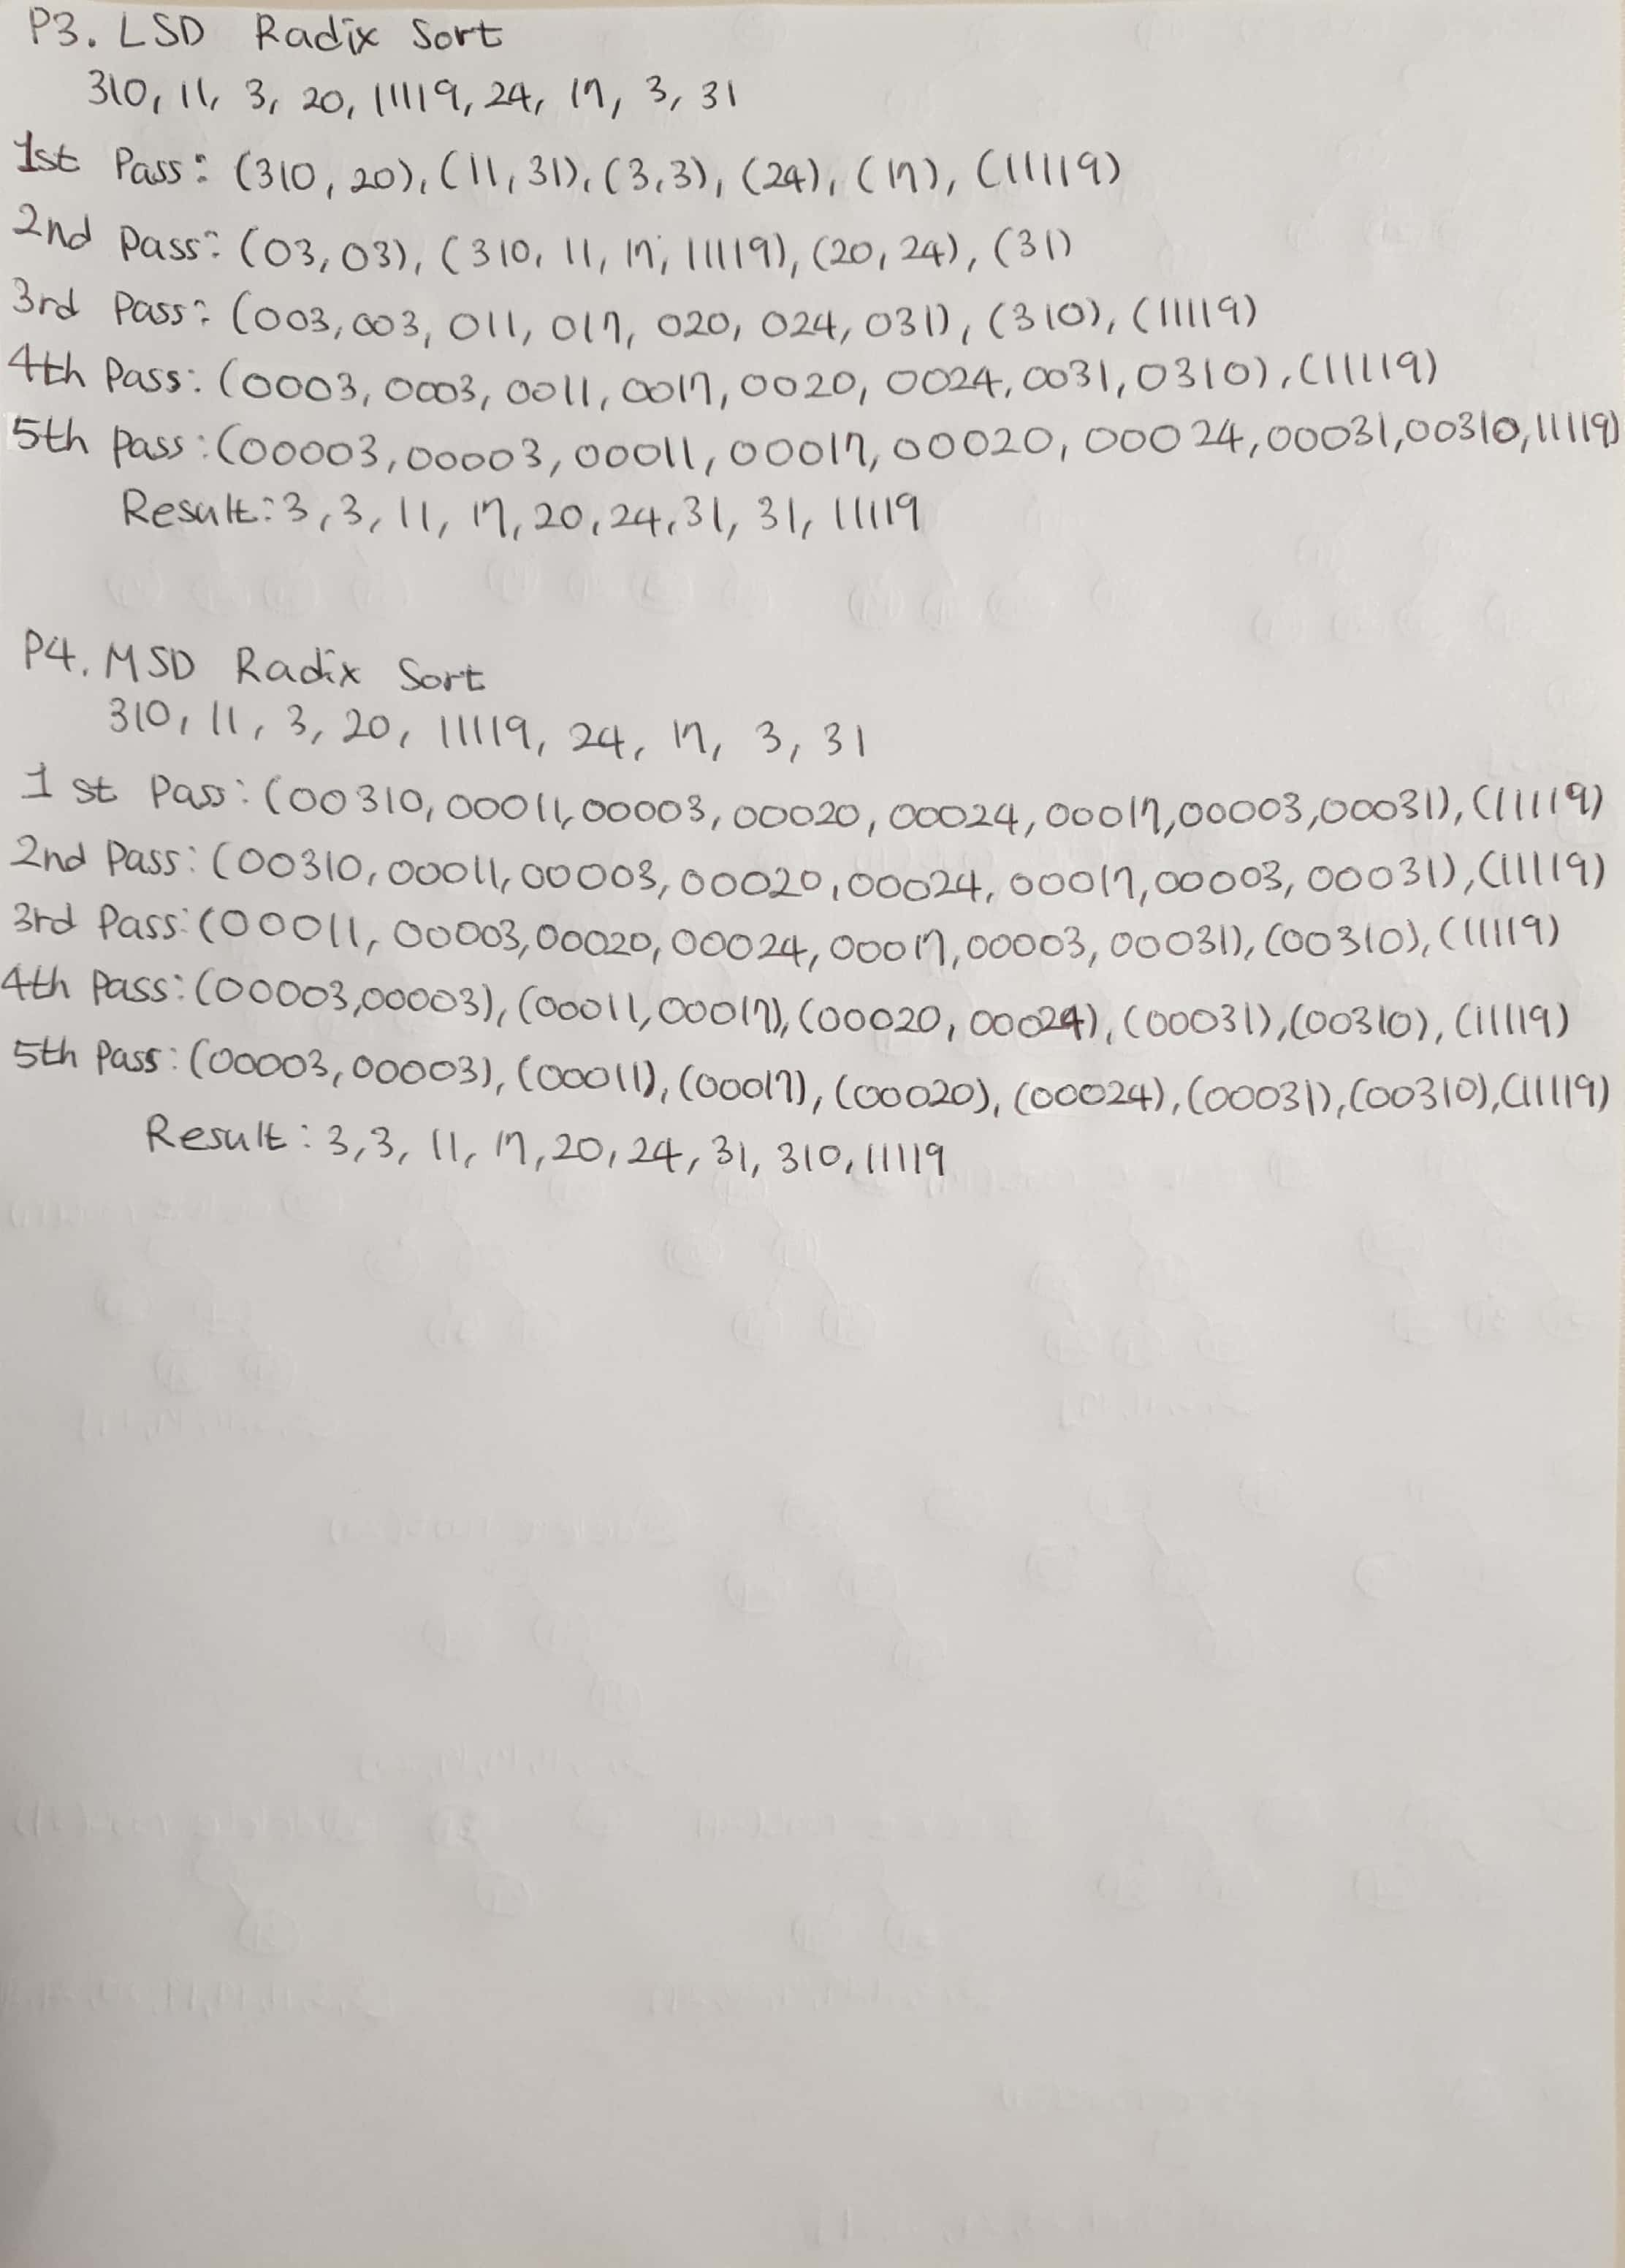 P3. LSD Radix Sort
310, 11, 3, 20, 11119, 24, 17, 3, 31
1st Pass: (310, 20), (11, 31), (3,3), (24), (17), (11119)
2nd Pass: (03, 03), (310, 11, 17, 11119), (20, 24), (31)
3rd Pass: (003, 003, 011, 017, 020, 024, 031), (310), (11119)
4th Pass: (0003, 0003, 0011, 0017, 0020, 0024, 0031, 0310), (11119)
5th Pass: (00003, 00003, 00011, 00017, 00020, 00024, 00031, 00310, 11119)
Result: 3, 3, 11, 17, 20, 24, 31, 31, 11119
P4. MSD Radix Sort
310, 11, 3, 20, 11119, 24, 17, 3, 31
1st Pass: (00310, 00011, 00003, 00020, 00024, 00017, 00003, 00031), (11119)
2nd Pass: (00310, 00011, 00003, 00020, 00024, 00017, 00003, 00031), (11119)
3rd Pass: (00011, 00003, 00020, 00024, 00017, 00003, 00031), (00310), (11119)
4th Pass: (00003, 00003), (00011, 00017), (00020, 00024), (00031), (00310), (11119)
5th Pass: (00003, 00003), (00011), (00017), (00020), (00024), (00031), (00310), (11119)
Result: 3, 3, 11, 17, 20, 24, 31, 310, 11119